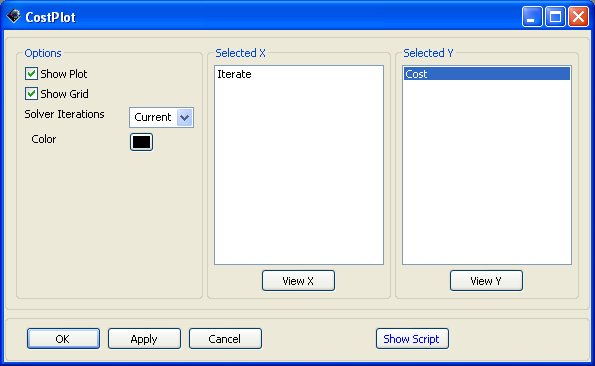 CostPlot
Options
Show Plot
Show Grid
Solver Iterations
Current
Color
Selected X
Iterate
View X
Selected Y
Cost
View Y
OK
Apply
Cancel
Show Script